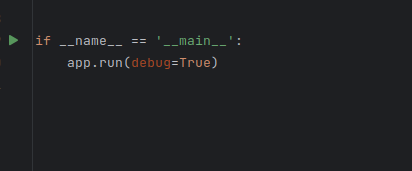 if __name__ == '__main__':
    app.run(debug=True)